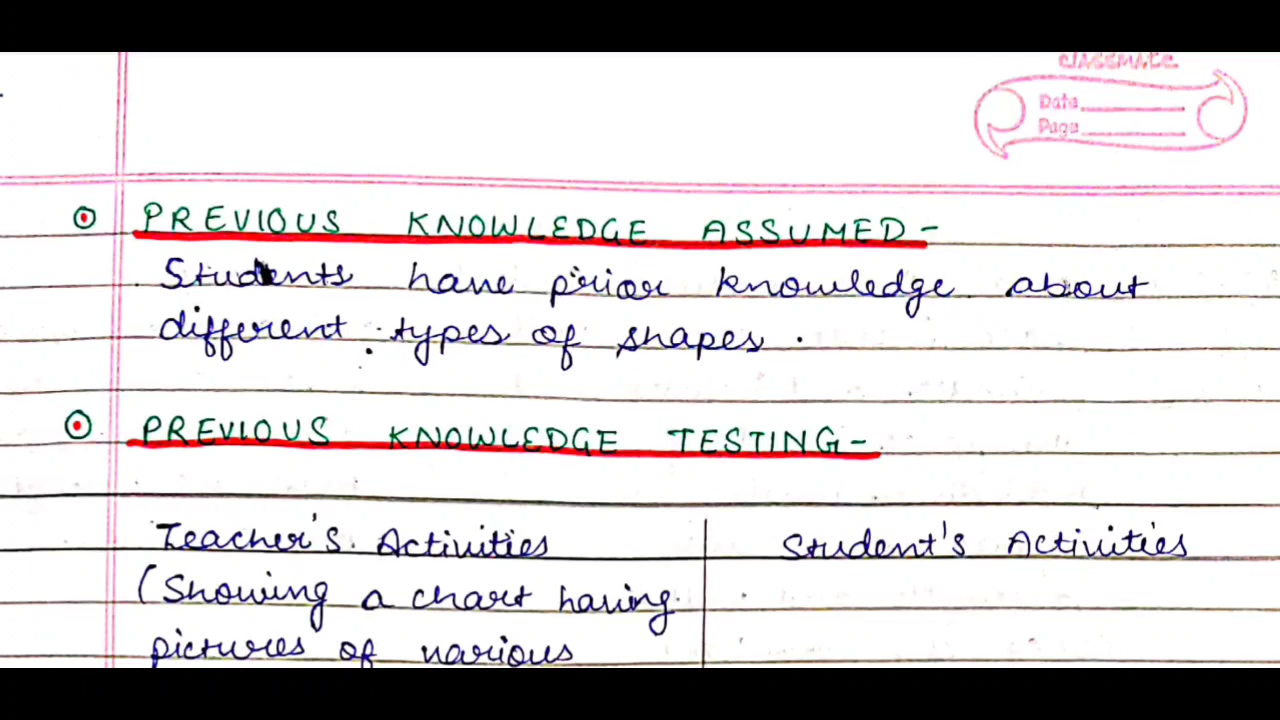 classmate
Date
Page
PREVIOUS KNOWLEDGE ASSUMED-
Students have prior knowledge about
different types of shapes.
PREVIOUS KNOWLEDGE TESTING-
Teacher's Activities
Student's Activities
(Showing a chart having
pictures of various